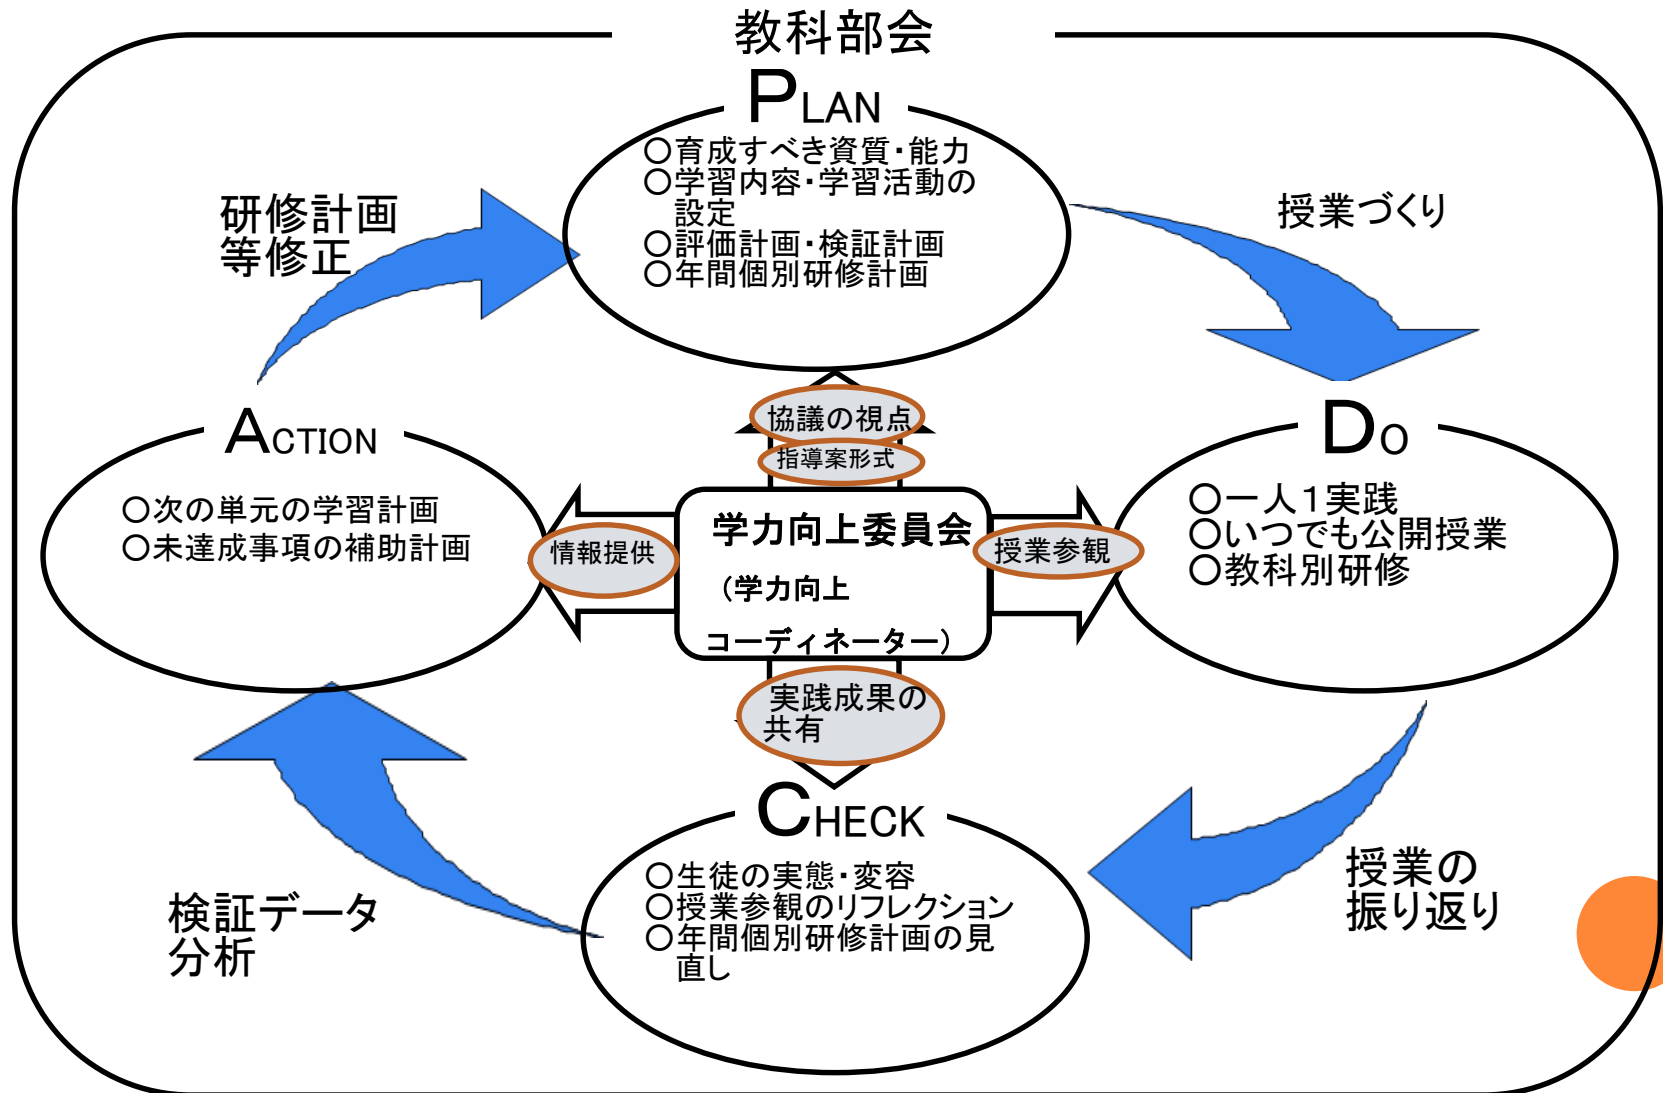 教科部会
PLAN
○育成すべき資質・能力
○学習内容・学習活動の
設定
○評価計画・検証計画
○年間個別研修計画
研修計画
等修正
授業づくり
協議の視点
指導案形式
ACTION
○次の単元の学習計画
○未達成事項の補助計画
情報提供
学力向上委員会
（学力向上
コーディネーター）
授業参観
DO
○一人１実践
○いつでも公開授業
○教科別研修
実践成果の
共有
CHECK
○生徒の実態・変容
○授業参観のリフレクション
○年間個別研修計画の見
直し
検証データ
分析
授業の
振り返り